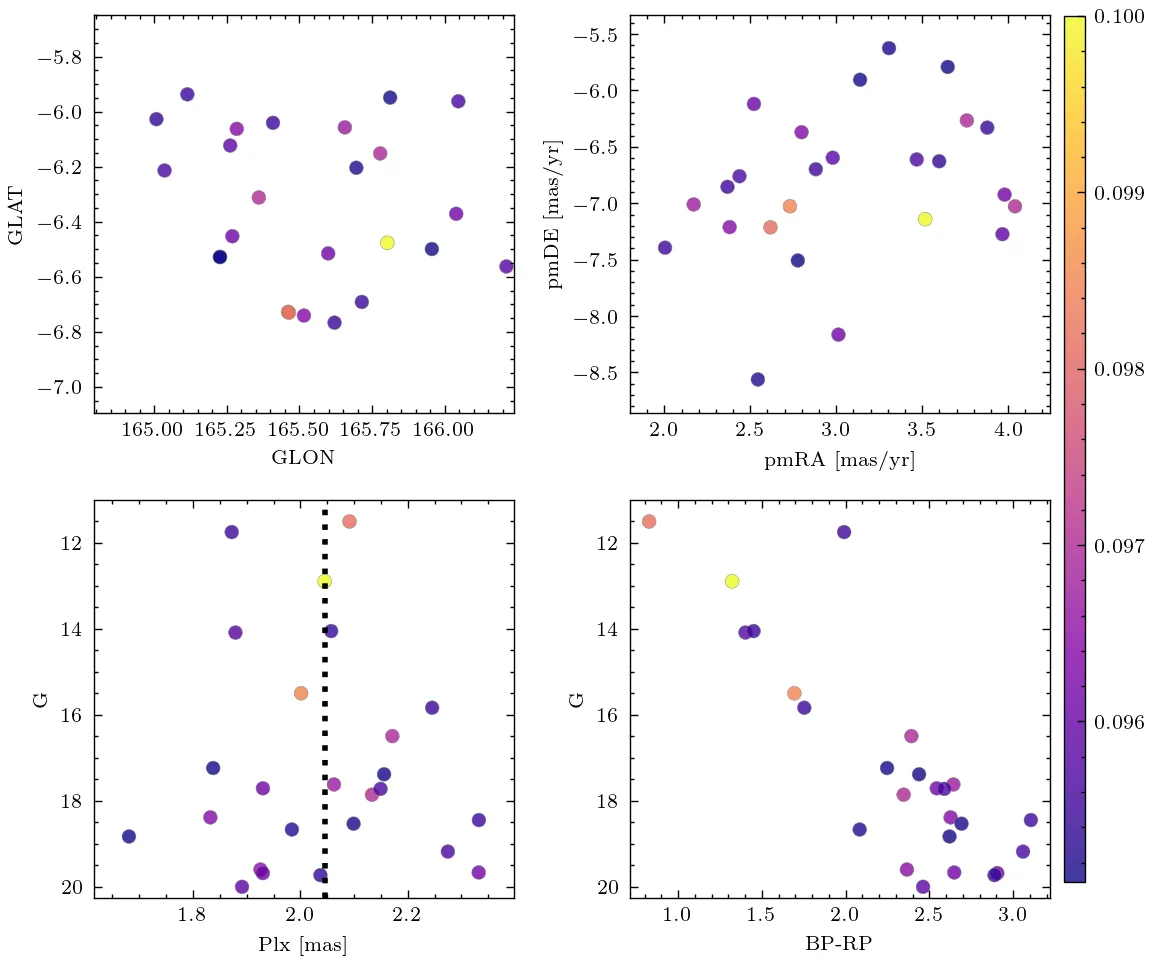 −5.8
−6.0
−6.2
−6.4
−6.6
−6.8
−7.0
GLAT
165.00 165.25 165.50 165.75 166.00
GLON
−5.5
−6.0
−6.5
−7.0
−7.5
−8.0
−8.5
pmDE [mas/yr]
2.0 2.5 3.0 3.5 4.0
pmRA [mas/yr]
0.100
0.099
0.098
0.097
0.096
12
14
16
18
20
G
1.8 2.0 2.2
Plx [mas]
12
14
16
18
20
G
1.0 1.5 2.0 2.5 3.0
BP-RP